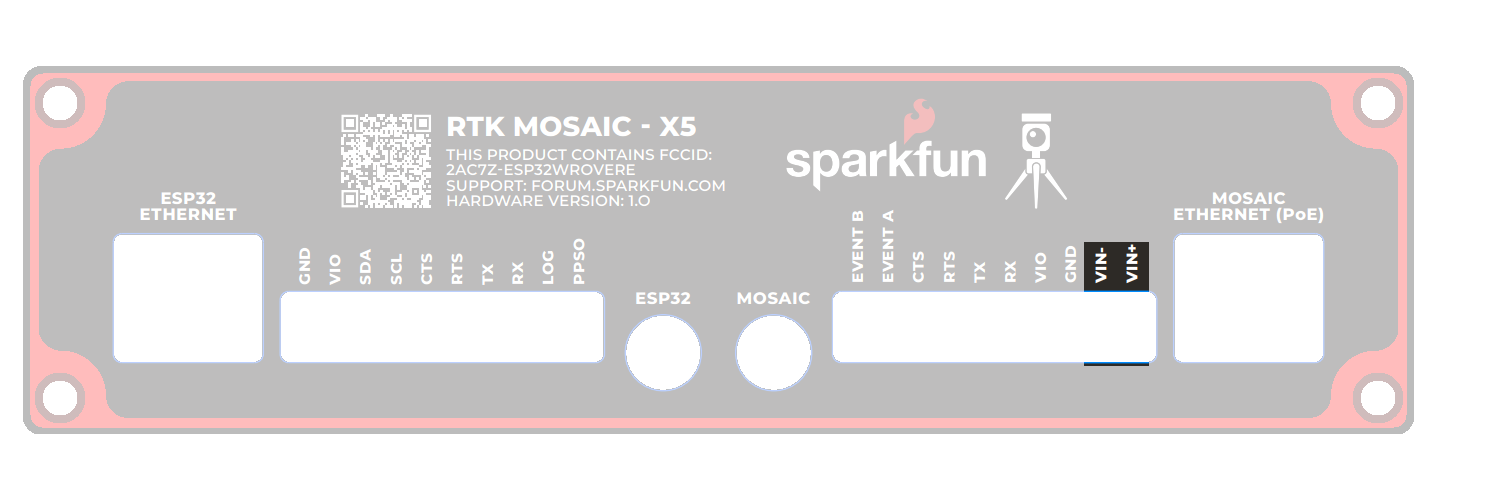 RTK MOSAIC - X5
THIS PRODUCT CONTAINS FCCID:
2AC7Z-ESP32WROVERE
SUPPORT: FORUM.SPARKFUN.COM
HARDWARE VERSION: 1.0
sparkfun
ESP32
ETHERNET
GND
VIO
SDA
SCL
CTS
RTS
TX
RX
LOG
PPSO
ESP32
MOSAIC
EVENT B
EVENT A
CTS
RTS
TX
RX
VIO
GND
VIN-
VIN+
MOSAIC
ETHERNET (PoE)